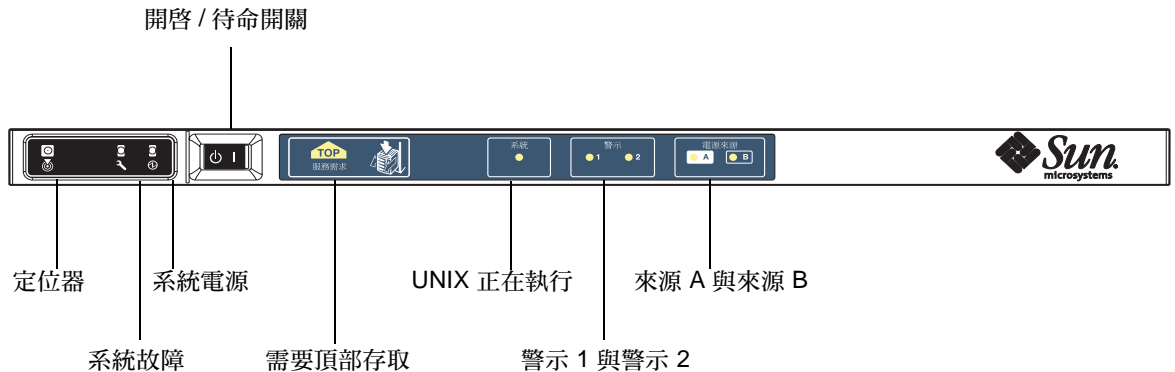 開啓 / 待命開關
TOP
服務需求
系統
警示
1 2
電源來源
A B
Sun
microsystems
定位器
系統電源
UNIX 正在執行
來源 A 與來源 B
系統故障
需要頂部存取
警示 1 與警示 2